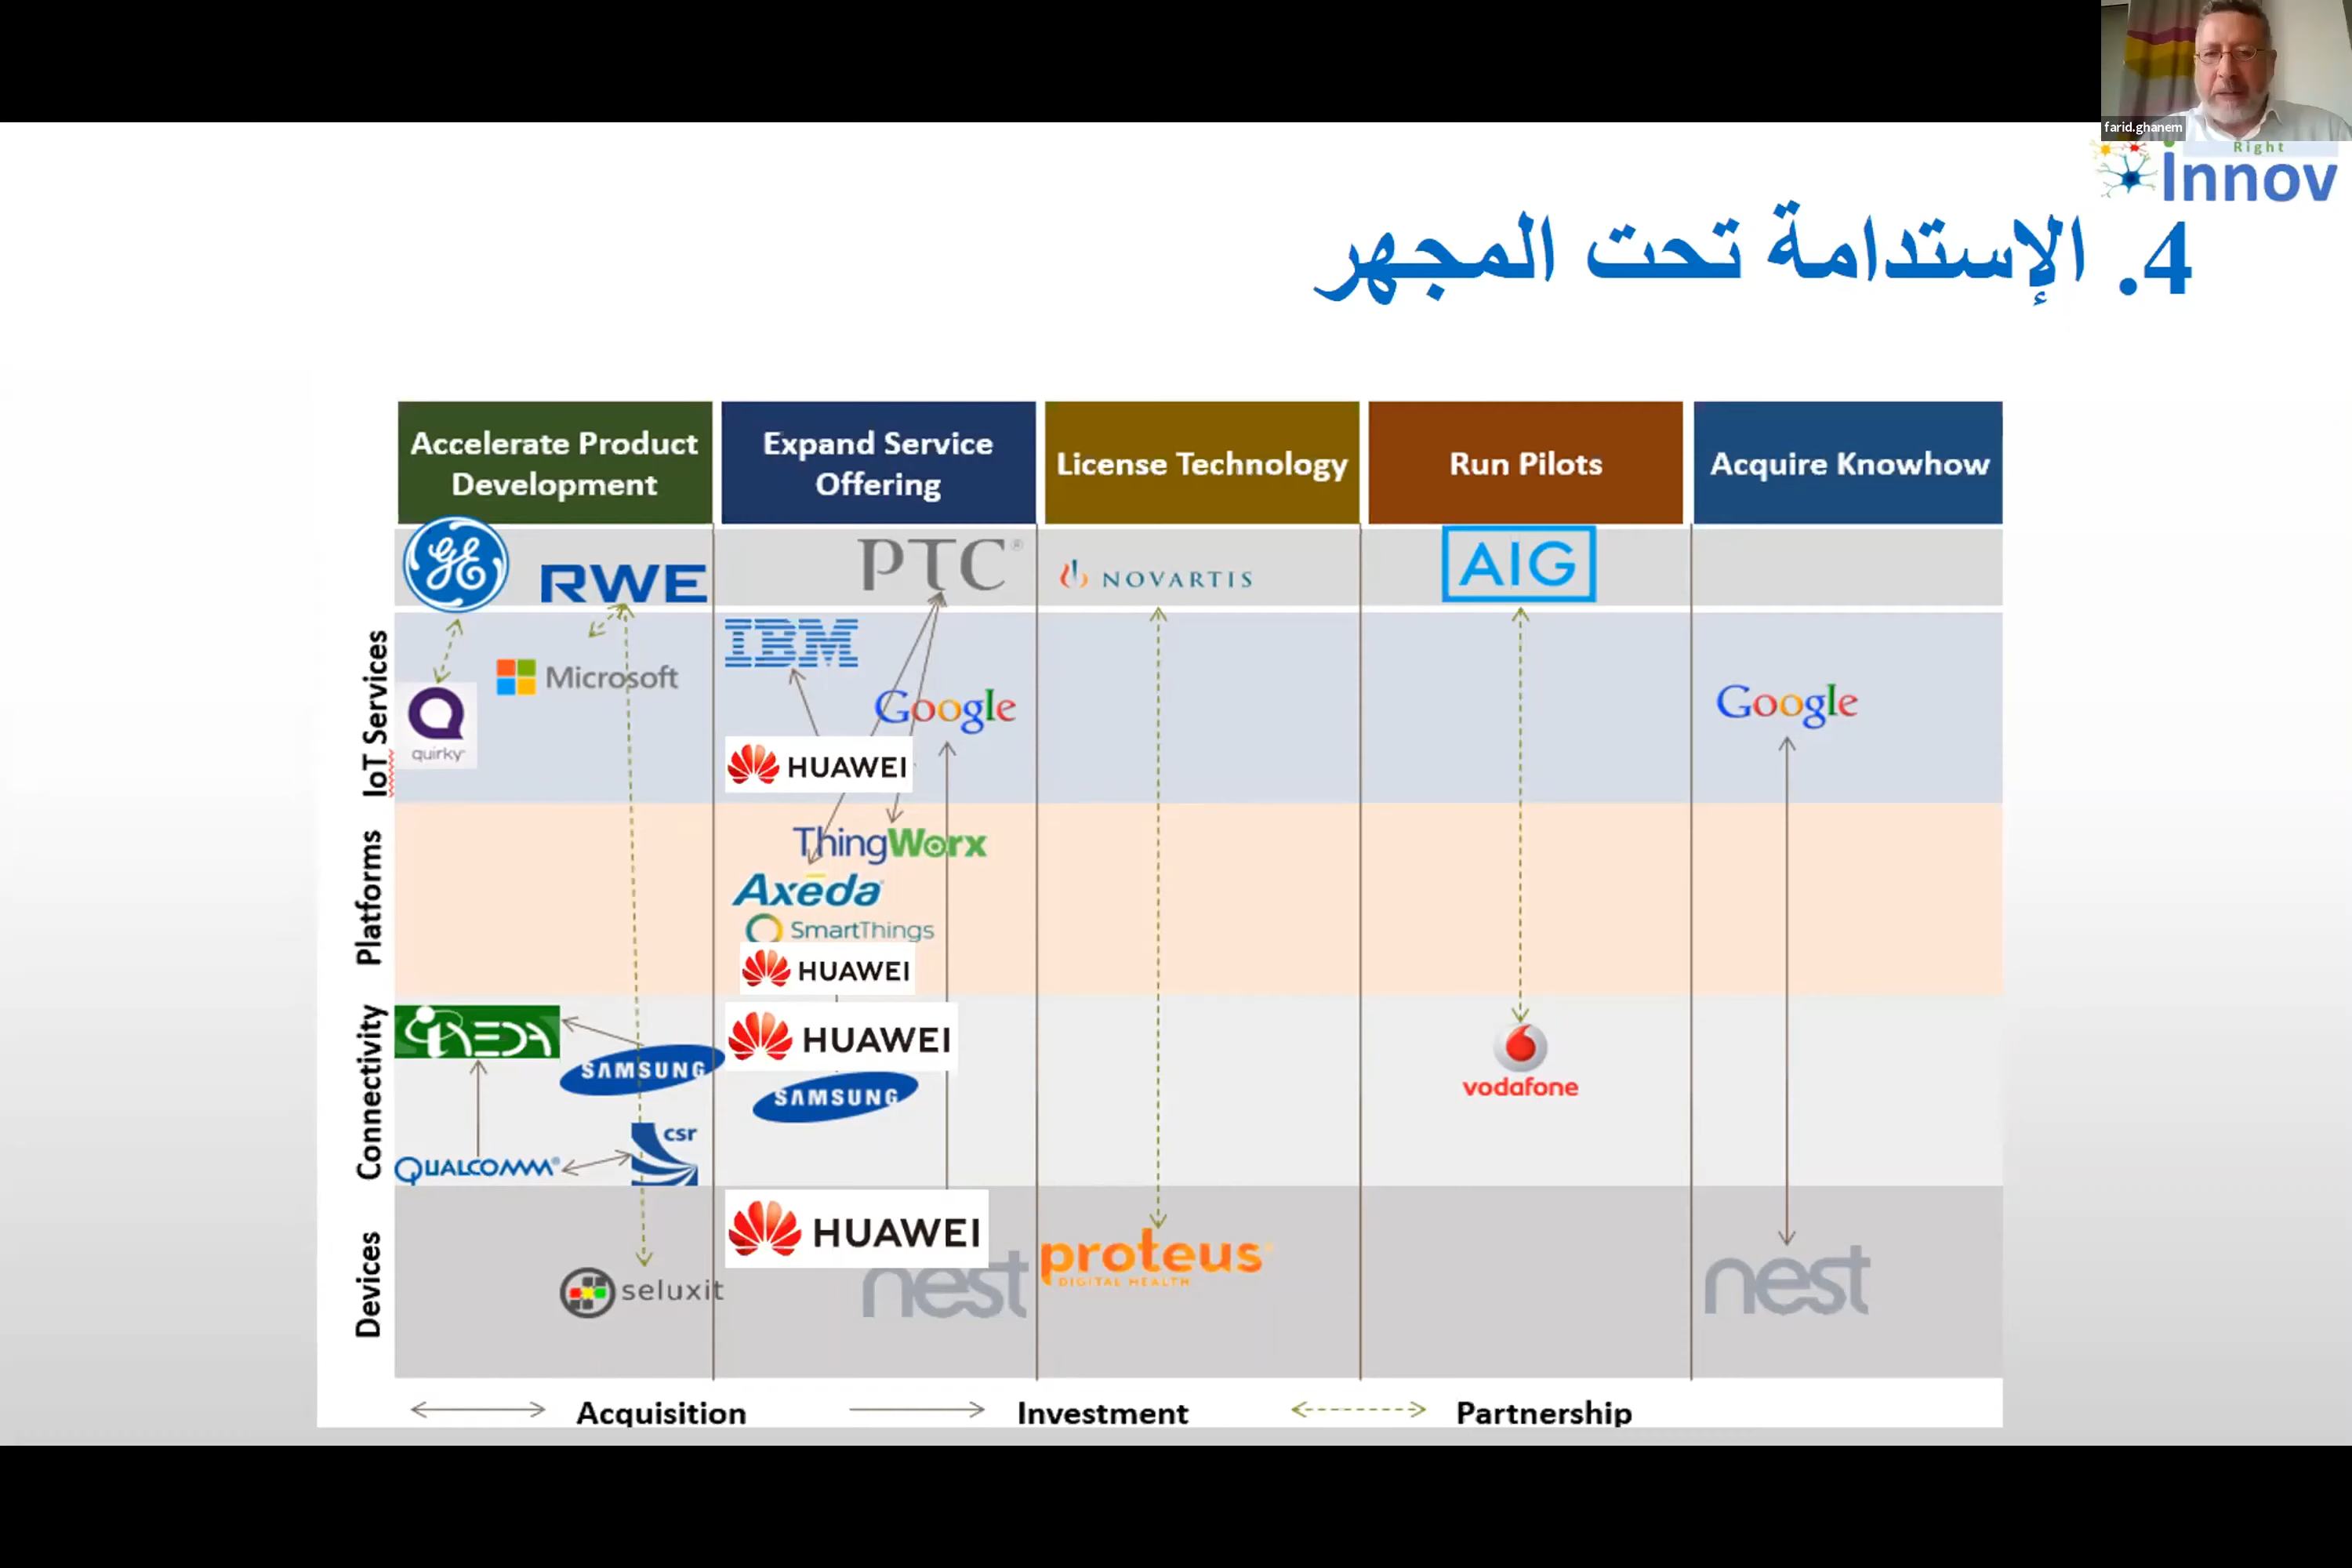 farid.ghanem
Right
innov
4. الإستدامة تحت المجهر
Accelerate Product
Development
Expand Service
Offering
License Technology
Run Pilots
Acquire Knowhow
GE
RWE
PTC®
NOVARTIS
AIG
IoT Services
quirky
Microsoft
IBM
Google
HUAWEI
Google
Platforms
ThingWorx
Axeda
SmartThings
HUAWEI
Connectivity
SAMSUNG
HUAWEI
SAMSUNG
vodafone
QUALCOMM®
csr
Devices
seluxit
HUAWEI
nest
proteus
DIGITAL HEALTH
nest
Acquisition
Investment
Partnership